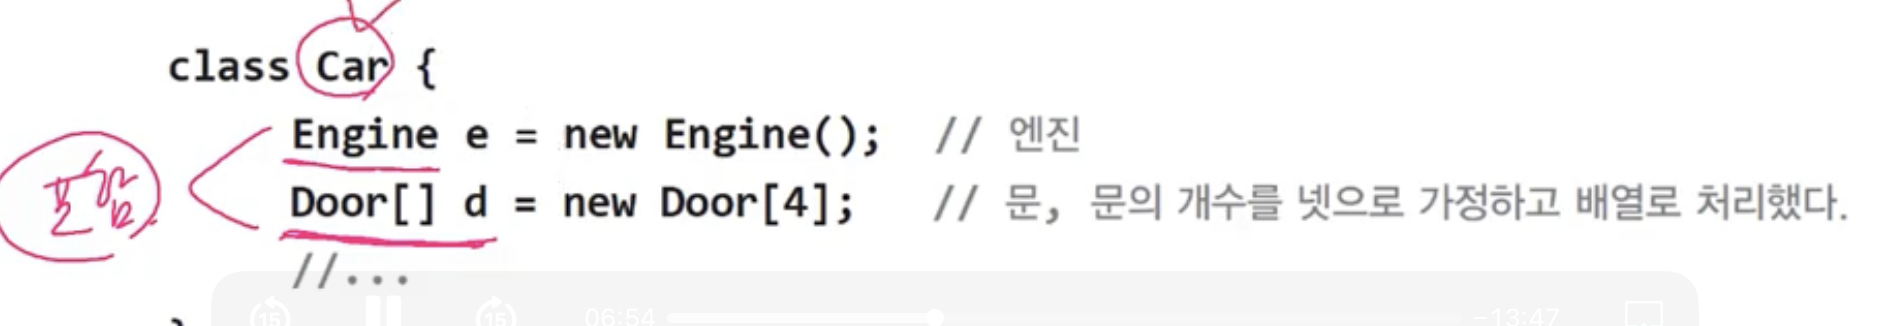 class Car {
Engine e = new Engine(); // 엔진
포함
Door[] d = new Door[4]; // 문, 문의 개수를 넷으로 가정하고 배열로 처리했다.
//...
15 15 06:54 -13:47